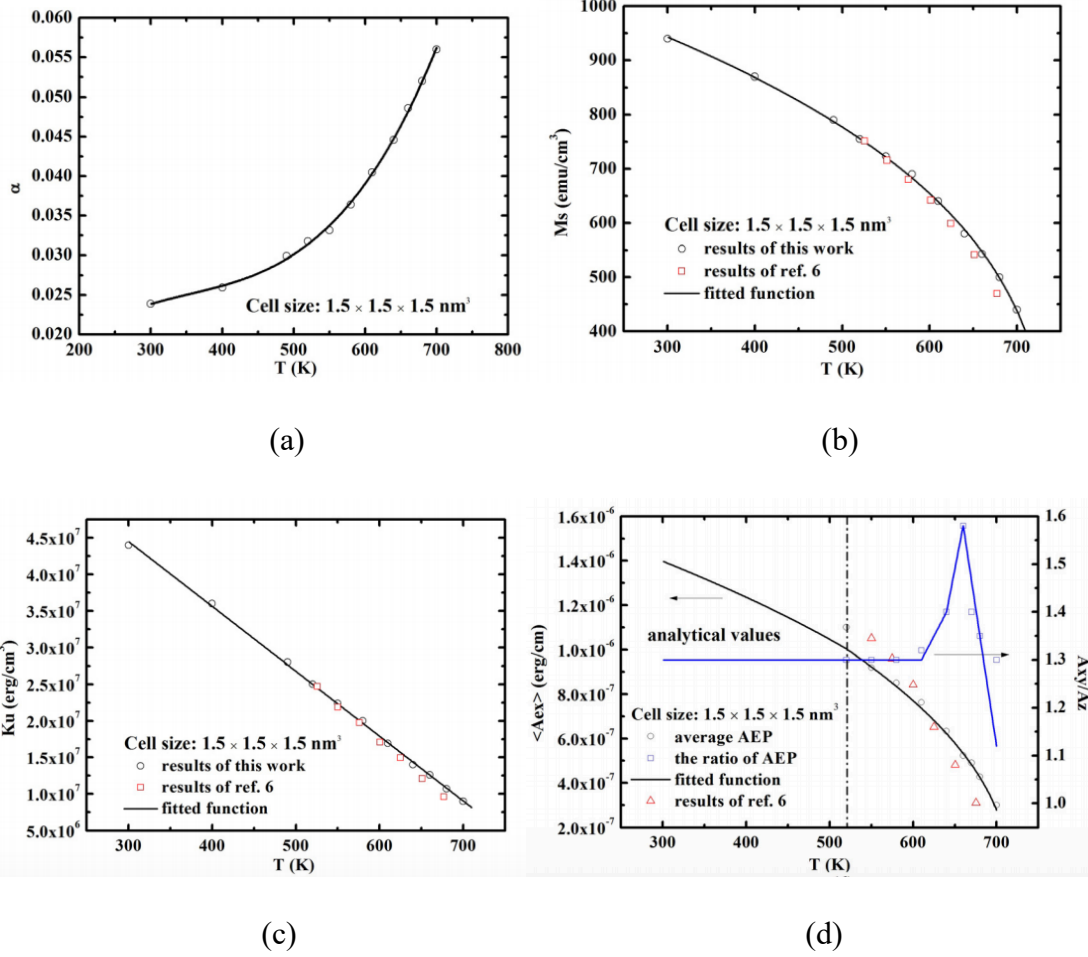 0.060
0.055
0.050
0.045
0.040
0.035
0.030
0.025
0.020
α
Cell size: 1.5 × 1.5 × 1.5 nm³
200 300 400 500 600 700 800
T (K)
(a)
1000
900
800
700
600
500
400
Ms (emu/cm³)
Cell size: 1.5 × 1.5 × 1.5 nm³
results of this work
results of ref. 6
fitted function
300 400 500 600 700
T (K)
(b)
4.5x10⁷
4.0x10⁷
3.5x10⁷
3.0x10⁷
2.5x10⁷
2.0x10⁷
1.5x10⁷
1.0x10⁷
5.0x10⁶
Ku (erg/cm³)
Cell size: 1.5 × 1.5 × 1.5 nm³
results of this work
results of ref. 6
fitted function
300 400 500 600 700
T (K)
(c)
1.6x10⁻⁶
1.4x10⁻⁶
1.2x10⁻⁶
1.0x10⁻⁶
8.0x10⁻⁷
6.0x10⁻⁷
4.0x10⁻⁷
2.0x10⁻⁷
<Aex> (erg/cm)
analytical values
Cell size: 1.5 × 1.5 × 1.5 nm³
average AEP
the ratio of AEP
fitted function
results of ref. 6
1.6
1.5
1.4
1.3
1.2
1.1
1.0
Axy/Az
300 400 500 600 700
T (K)
(d)